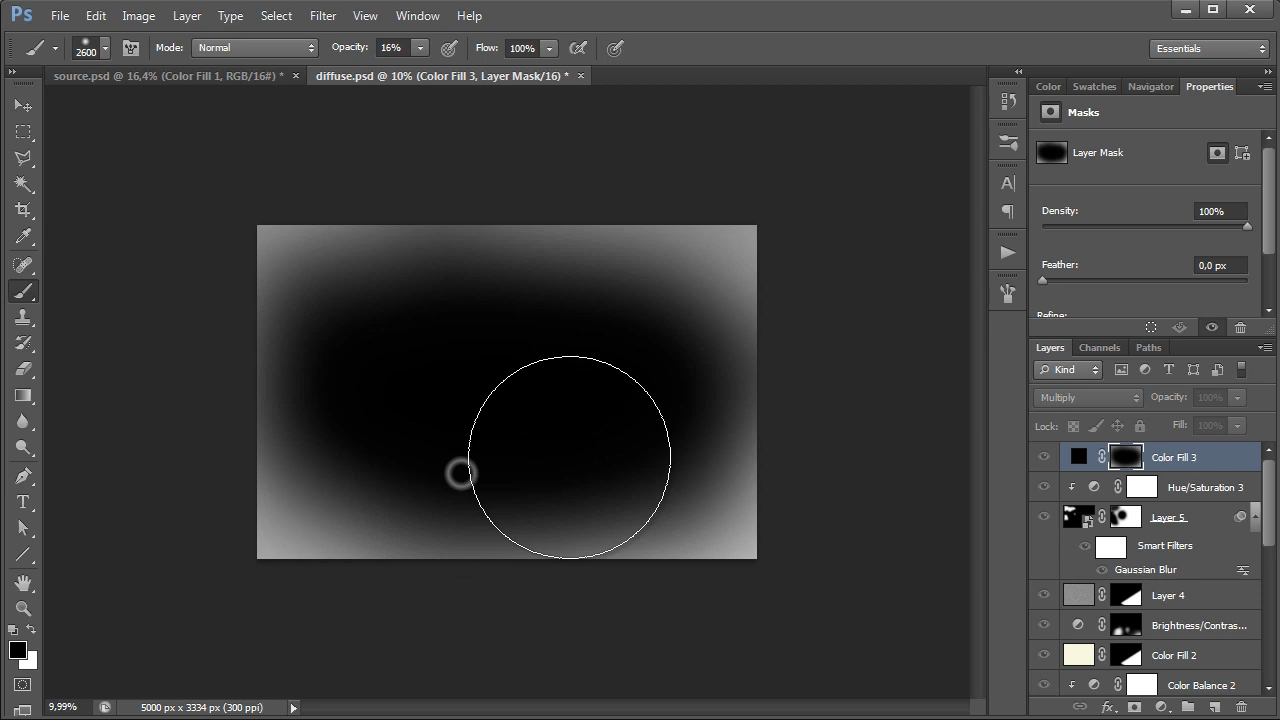 Ps File Edit Image Layer Type Select Filter View Window Help
2600 Mode: Normal Opacity: 16% Flow: 100% Essentials
source.psd @ 16,4% (Color Fill 1, RGB/16#) * × diffuse.psd @ 10% (Color Fill 3, Layer Mask/16) * ×
Color Swatches Navigator Properties
Masks
Layer Mask
Density: 100%
Feather: 0,0 px
Refine:
Layers Channels Paths
Kind
Multiply Opacity: 100%
Lock: Fill: 100%
Color Fill 3
Hue/Saturation 3
Layer 5
Smart Filters
Gaussian Blur
Layer 4
Brightness/Contras...
Color Fill 2
Color Balance 2
9,99% 5000 px x 3334 px (300 ppi)